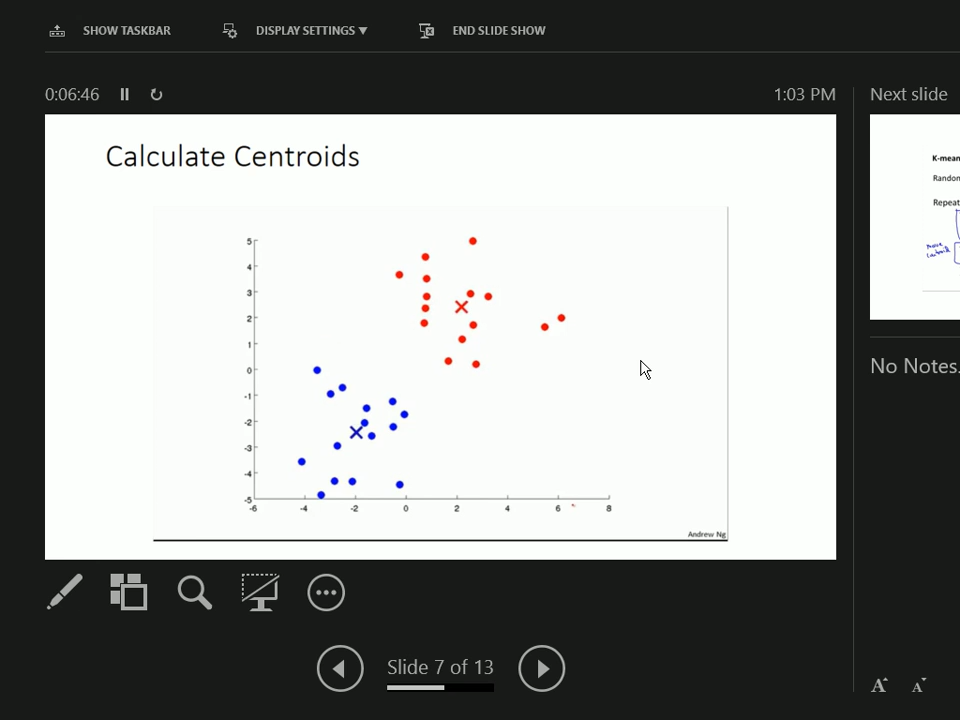 SHOW TASKBAR DISPLAY SETTINGS ▼ END SLIDE SHOW
0:06:46 1:03 PM Next slide
Calculate Centroids
5
4
3
2
1
0
-1
-2
-3
-4
-5
-6 -4 -2 0 2 4 6 8
Andrew Ng
K-mean
Random
Repeat
No Notes.
Slide 7 of 13
A A